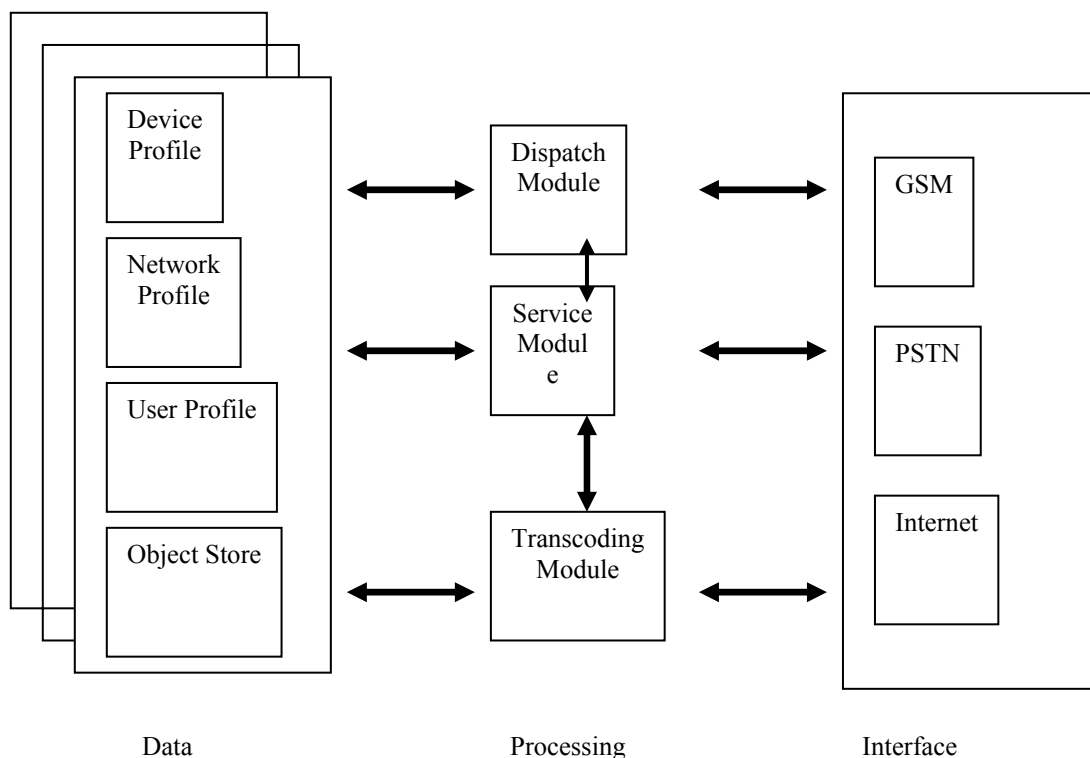 Device
Profile
Network
Profile
User Profile
Object Store
Dispatch
Module
Service
Modul
e
Transcoding
Module
GSM
PSTN
Internet
Data
Processing
Interface